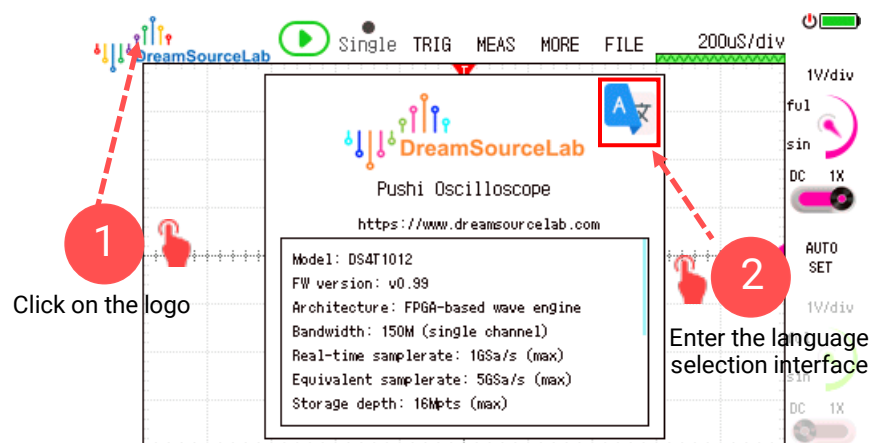 DreamSourceLab
Single TRIG MEAS MORE FILE 200uS/div
T
1V/div
ful
sin
DC 1X
AUTO
SET
1V/div
sin
DC 1X
A 文
DreamSourceLab
Pushi Oscilloscope
https://www.dreamsourcelab.com
Model: DS4T1012
FW version: v0.99
Architecture: FPGA-based wave engine
Bandwidth: 150M (single channel)
Real-time samplerate: 1GSa/s (max)
Equivalent samplerate: 5GSa/s (max)
Storage depth: 16Mpts (max)
1
Click on the logo
2
Enter the language
selection interface